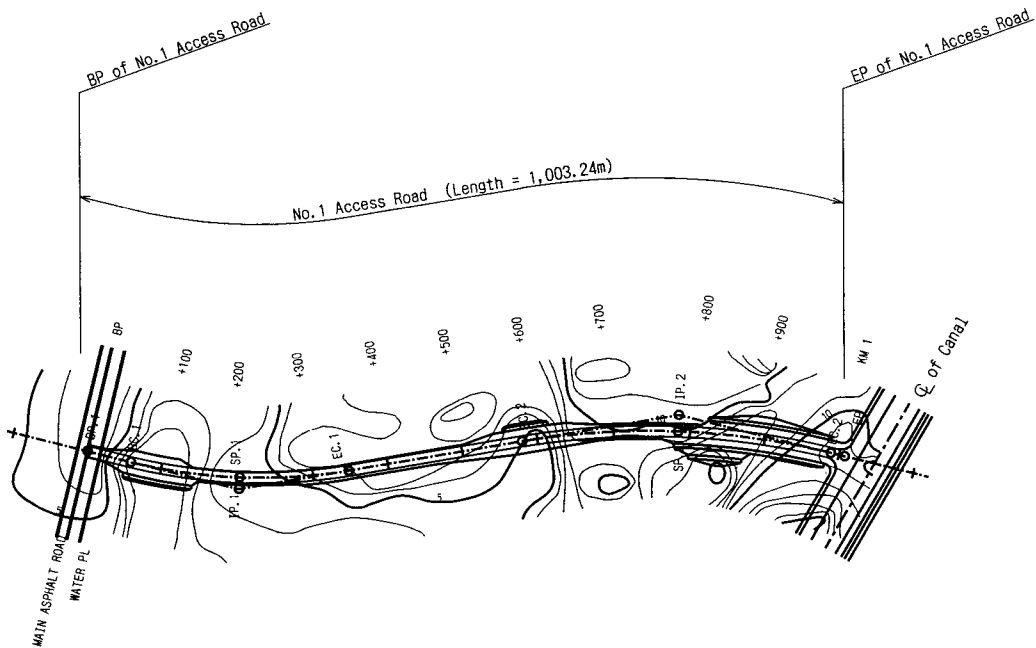 BP of No.1 Access Road
EP of No.1 Access Road
No.1 Access Road (Length = 1,003.24m)
BP
+100
+200
+300
+400
+500
+600
+700
+800
+900
KM 1
℄ of Canal
SP.1
IP.1
EC.1
IP.2
SP
5
10
MAIN ASPHALT ROAD
WATER PL